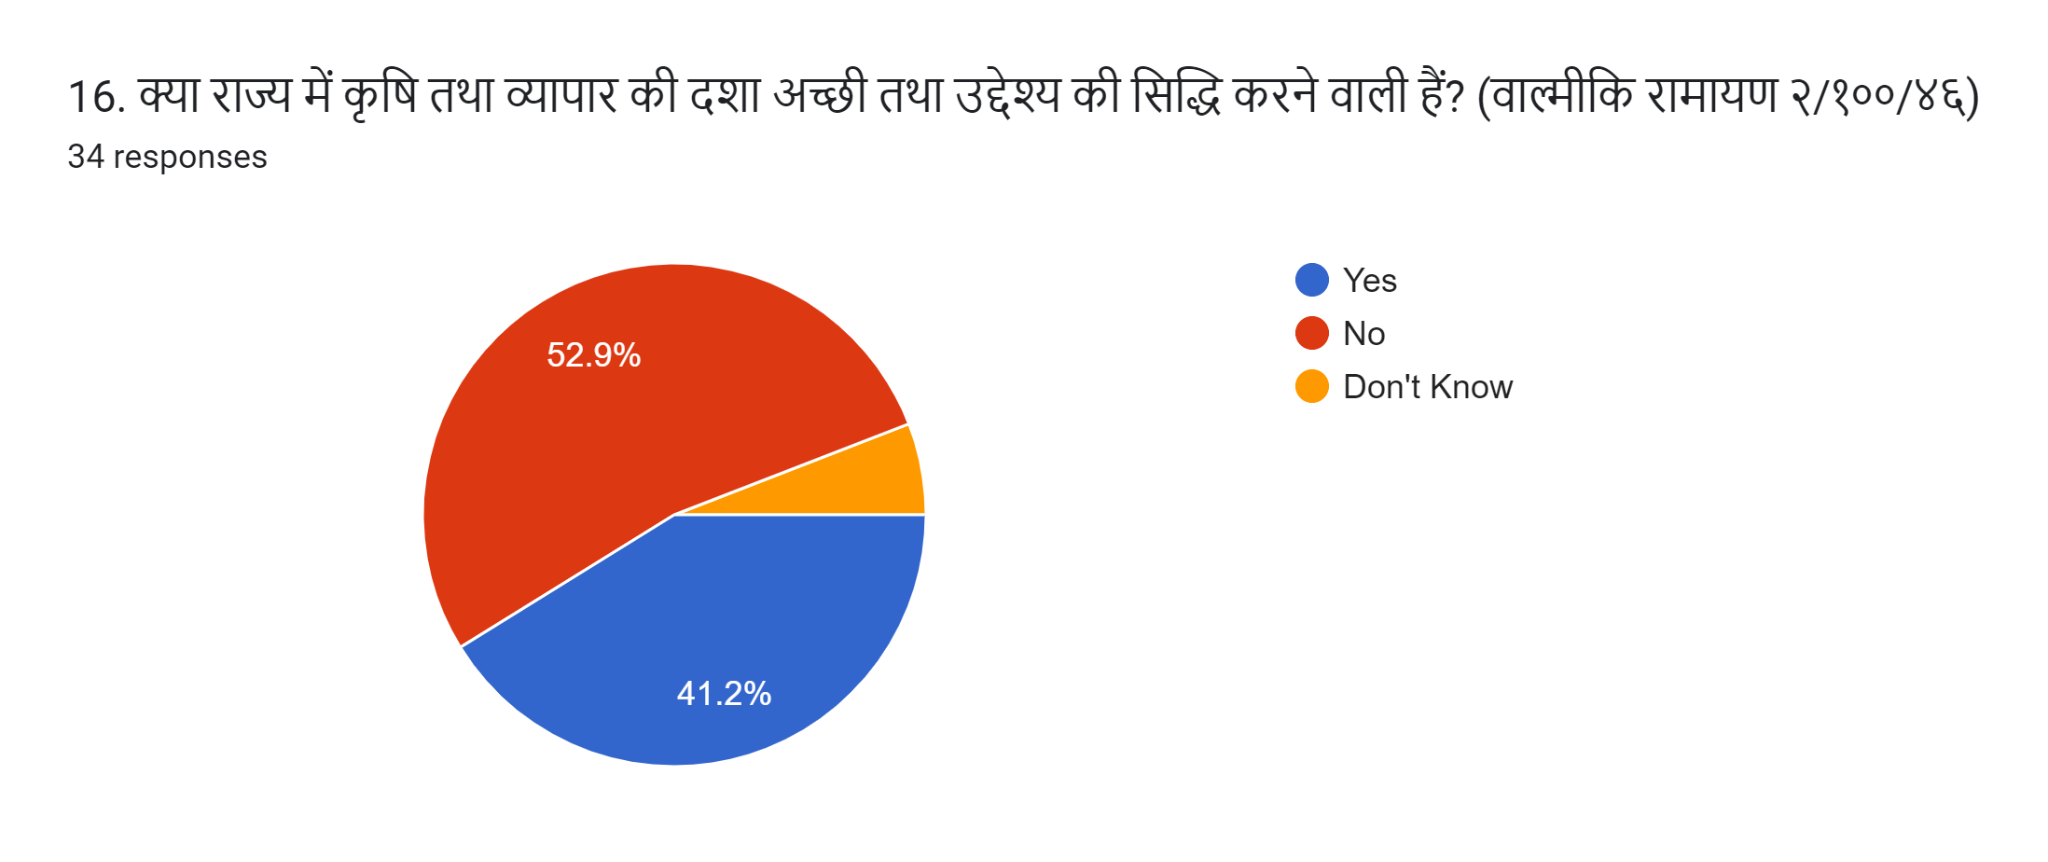 16. क्या राज्य में कृषि तथा व्यापार की दशा अच्छी तथा उद्देश्य की सिद्धि करने वाली हैं? (वाल्मीकि रामायण २/१००/४६)
34 responses
52.9%
41.2%
Yes
No
Don't Know